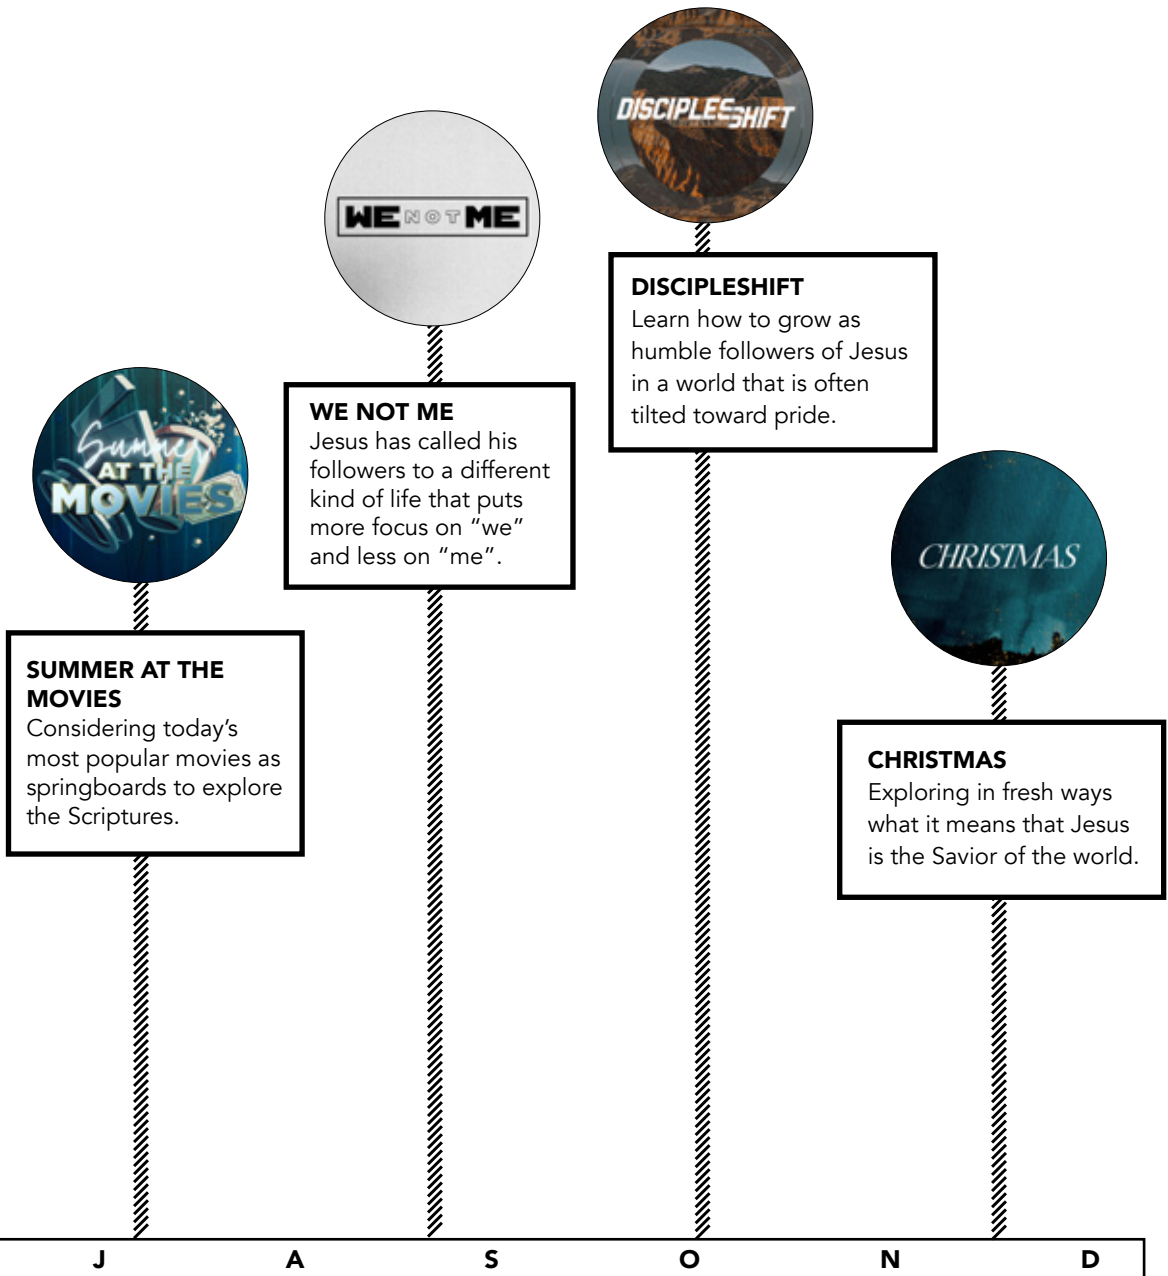 DISCIPLESHIFT
WE NOT ME
DISCIPLESHIFT
Learn how to grow as
humble followers of Jesus
in a world that is often
tilted toward pride.
Summer
AT THE
MOVIES
WE NOT ME
Jesus has called his
followers to a different
kind of life that puts
more focus on “we”
and less on “me”.
CHRISTMAS
SUMMER AT THE
MOVIES
Considering today’s
most popular movies as
springboards to explore
the Scriptures.
CHRISTMAS
Exploring in fresh ways
what it means that Jesus
is the Savior of the world.
J A S O N D